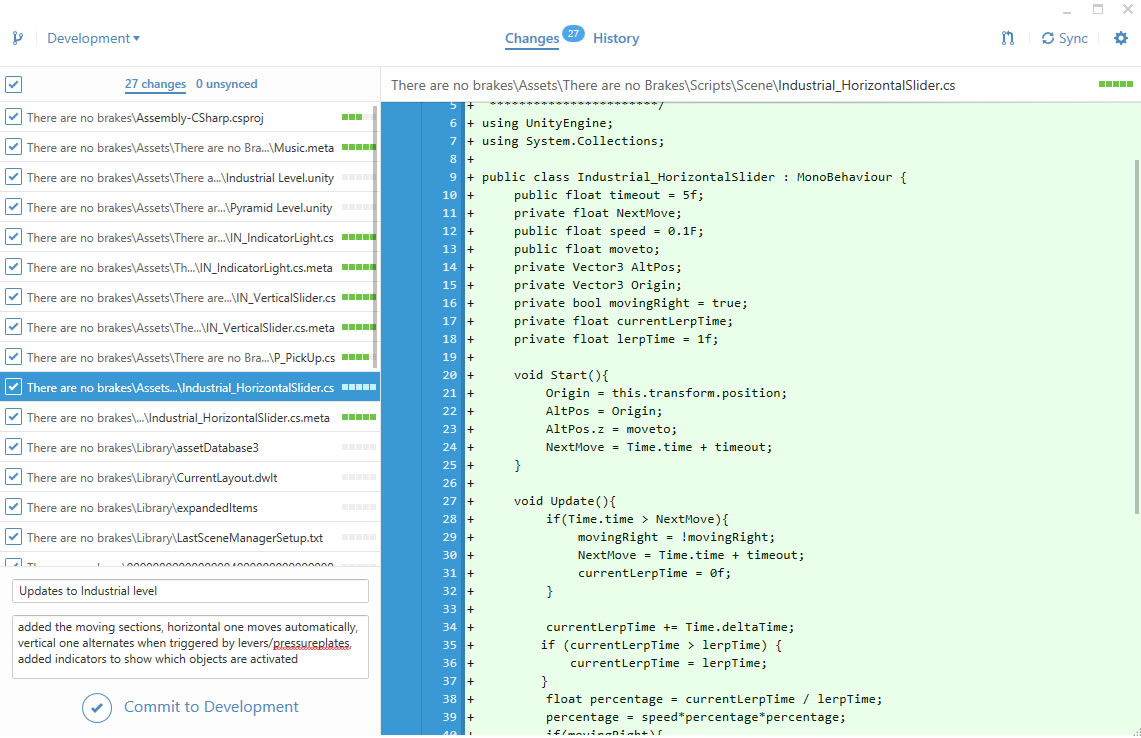 Development
Changes 27 History
Sync
27 changes 0 unsynced
There are no brakes\Assembly-CSharp.csproj
There are no brakes\Assets\There are no Bra...\Music.meta
There are no brakes\Assets\There a...\Industrial Level.unity
There are no brakes\Assets\There ar...\Pyramid Level.unity
There are no brakes\Assets\There ar...\IN_IndicatorLight.cs
There are no brakes\Assets\Th...\IN_IndicatorLight.cs.meta
There are no brakes\Assets\There are...\IN_VerticalSlider.cs
There are no brakes\Assets\The...\IN_VerticalSlider.cs.meta
There are no brakes\Assets\There are no Bra...\P_PickUp.cs
There are no brakes\Assets...\Industrial_HorizontalSlider.cs
There are no brakes\...\Industrial_HorizontalSlider.cs.meta
There are no brakes\Library\assetDatabase3
There are no brakes\Library\CurrentLayout.dwlt
There are no brakes\Library\expandedItems
There are no brakes\Library\LastSceneManagerSetup.txt
Updates to Industrial level
added the moving sections, horizontal one moves automatically,
vertical one alternates when triggered by levers/pressureplates,
added indicators to show which objects are activated
Commit to Development
There are no brakes\Assets\There are no Brakes\Scripts\Scene\Industrial_HorizontalSlider.cs
5 + ************************/
6 + using UnityEngine;
7 + using System.Collections;
8 +
9 + public class Industrial_HorizontalSlider : MonoBehaviour {
10 + public float timeout = 5f;
11 + private float NextMove;
12 + public float speed = 0.1F;
13 + public float moveto;
14 + private Vector3 AltPos;
15 + private Vector3 Origin;
16 + private bool movingRight = true;
17 + private float currentLerpTime;
18 + private float lerpTime = 1f;
19 +
20 + void Start(){
21 + Origin = this.transform.position;
22 + AltPos = Origin;
23 + AltPos.z = moveto;
24 + NextMove = Time.time + timeout;
25 + }
26 +
27 + void Update(){
28 + if(Time.time > NextMove){
29 + movingRight = !movingRight;
30 + NextMove = Time.time + timeout;
31 + currentLerpTime = 0f;
32 + }
33 +
34 + currentLerpTime += Time.deltaTime;
35 + if (currentLerpTime > lerpTime) {
36 + currentLerpTime = lerpTime;
37 + }
38 + float percentage = currentLerpTime / lerpTime;
39 + percentage = speed*percentage*percentage;
40 + if(movingRight){